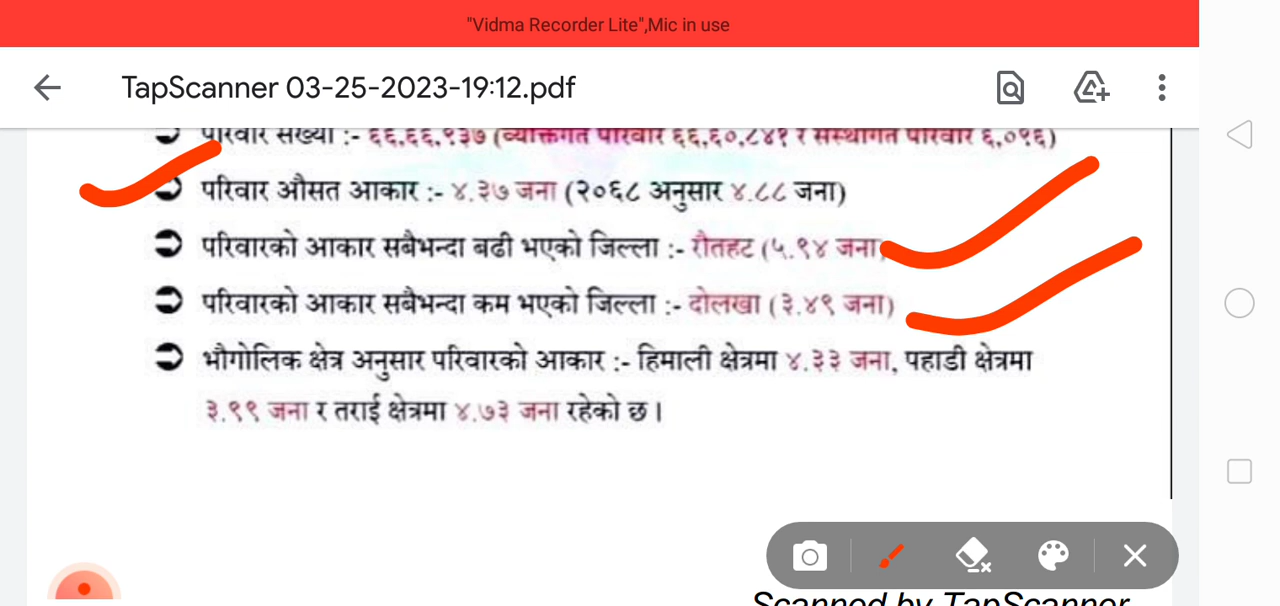 "Vidma Recorder Lite",Mic in use
TapScanner 03-25-2023-19:12.pdf
परिवार संख्या :- ६६,६६,९३७ (व्यक्तिगत परिवार ६६,६०,८४१ र संस्थागत परिवार ६,०९६)
परिवार औसत आकार :- ४.३७ जना (२०६८ अनुसार ४.८८ जना)
परिवारको आकार सबैभन्दा बढी भएको जिल्ला :- रौतहट (५.१४ जना)
परिवारको आकार सबैभन्दा कम भएको जिल्ला :- दोलखा (३.४९ जना)
भौगोलिक क्षेत्र अनुसार परिवारको आकार :- हिमाली क्षेत्रमा ४.३३ जना, पहाडी क्षेत्रमा
३.९९ जना र तराई क्षेत्रमा ४.७३ जना रहेको छ ।
Scanned by TapScanner